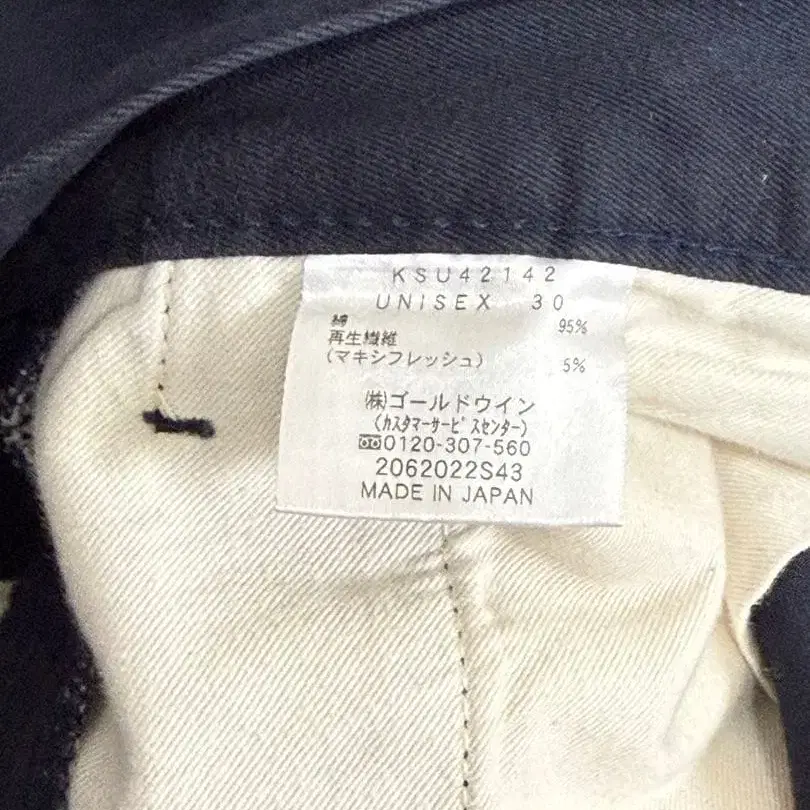 KSU42142
UNISEX 30
綿 95%
再生繊維
(マキシフレッシュ) 5%
㈱ゴールドウイン
(ｶｽﾀﾏｰｻｰﾋﾞｽｾﾝﾀｰ)
0120-307-560
2062022S43
MADE IN JAPAN